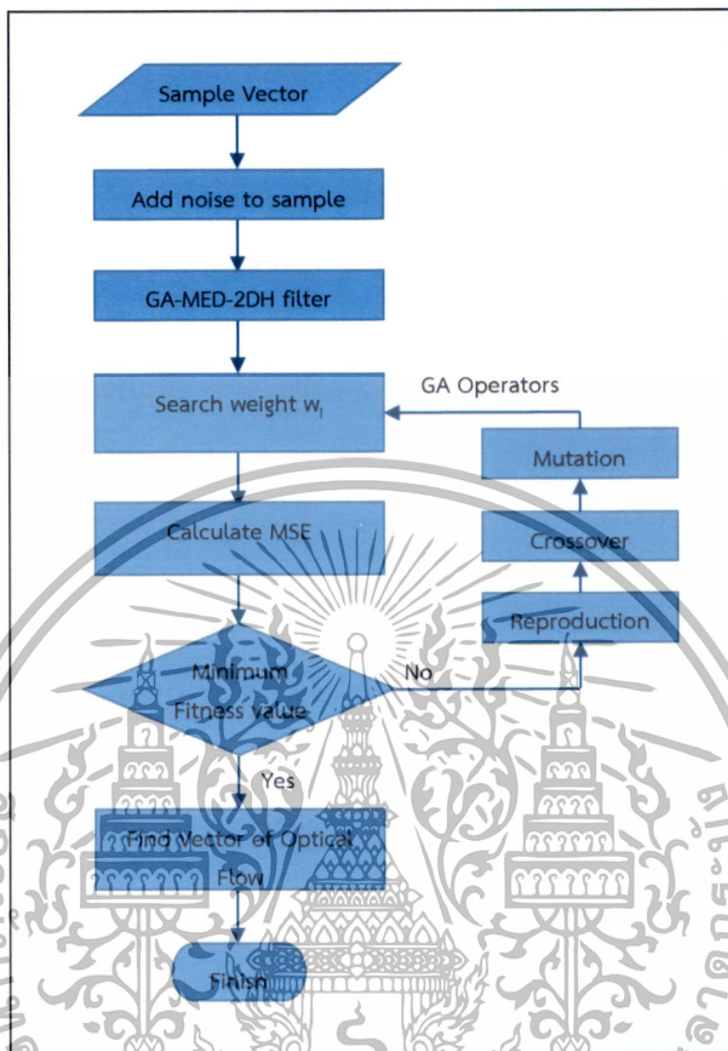 Sample Vector
Add noise to sample
GA-MED-2DH filter
Search weight wᵢ
GA Operators
Mutation
Calculate MSE
Crossover
Reproduction
Minimum
Fitness value
No
Yes
Find Vector of Optical
Flow
Finish